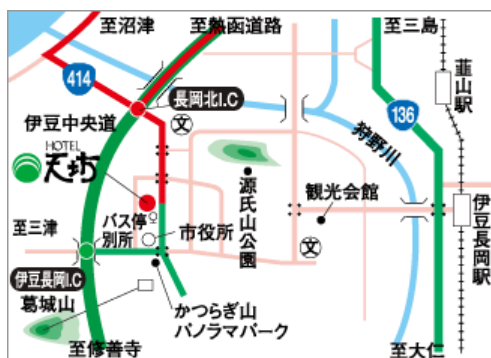 至沼津
至熱函道路
至三島
414
長岡北I.C
文
136
韮山駅
伊豆中央道
HOTEL
天坊
狩野川
源氏山公園
観光会館
バス停
別所
市役所
至三津
文
伊豆長岡駅
伊豆長岡I.C
葛城山
かつらぎ山
パノラマパーク
至修善寺
至大仁